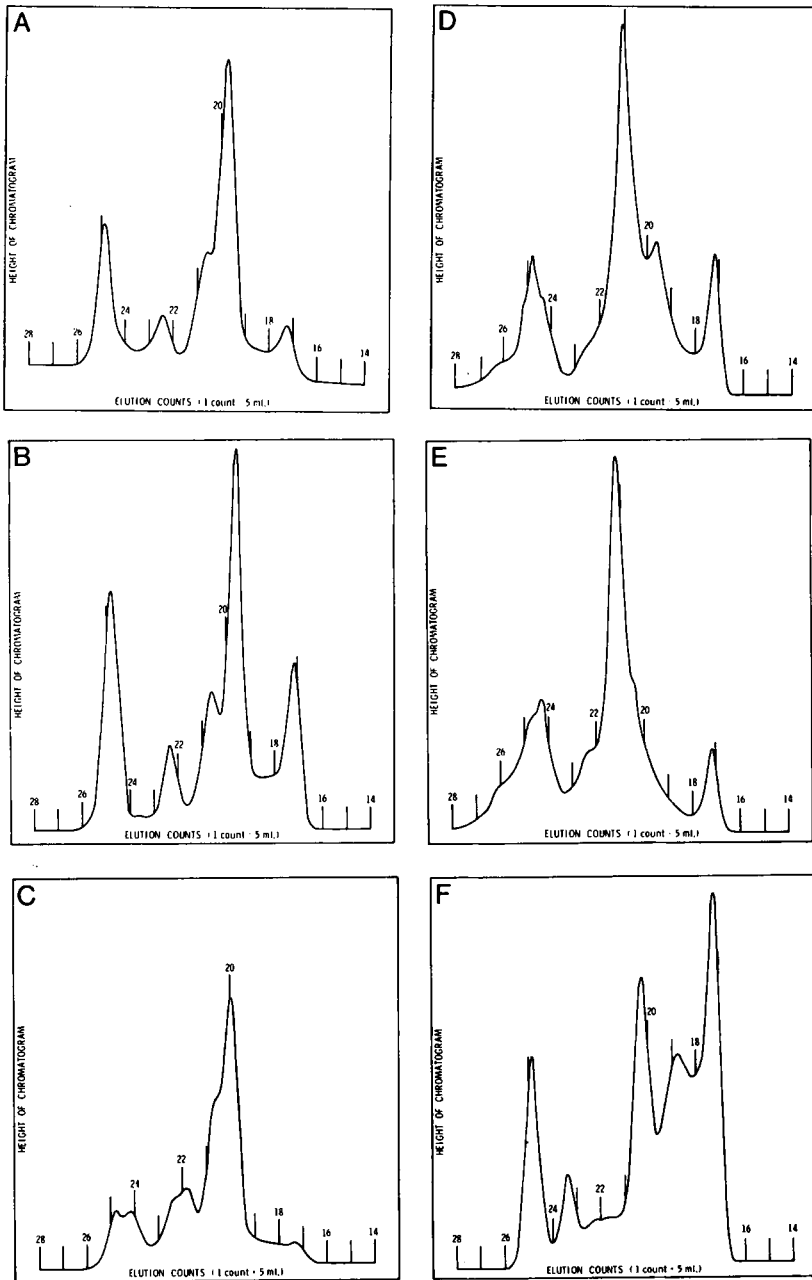 A
HEIGHT OF CHROMATOGRAM
28 26 24 22 20 18 16 14
ELUTION COUNTS (1 count - 5 ml.)
B
HEIGHT OF CHROMATOGRAM
28 26 24 22 20 18 16 14
ELUTION COUNTS (1 count - 5 ml.)
C
HEIGHT OF CHROMATOGRAM
28 26 24 22 20 18 16 14
ELUTION COUNTS (1 count - 5 ml.)
D
HEIGHT OF CHROMATOGRAM
28 26 24 22 20 18 16 14
ELUTION COUNTS (1 count - 5 ml.)
E
HEIGHT OF CHROMATOGRAM
28 26 24 22 20 18 16 14
ELUTION COUNTS (1 count - 5 ml.)
F
HEIGHT OF CHROMATOGRAM
28 26 24 22 20 18 16 14
ELUTION COUNTS (1 count - 5 ml.)